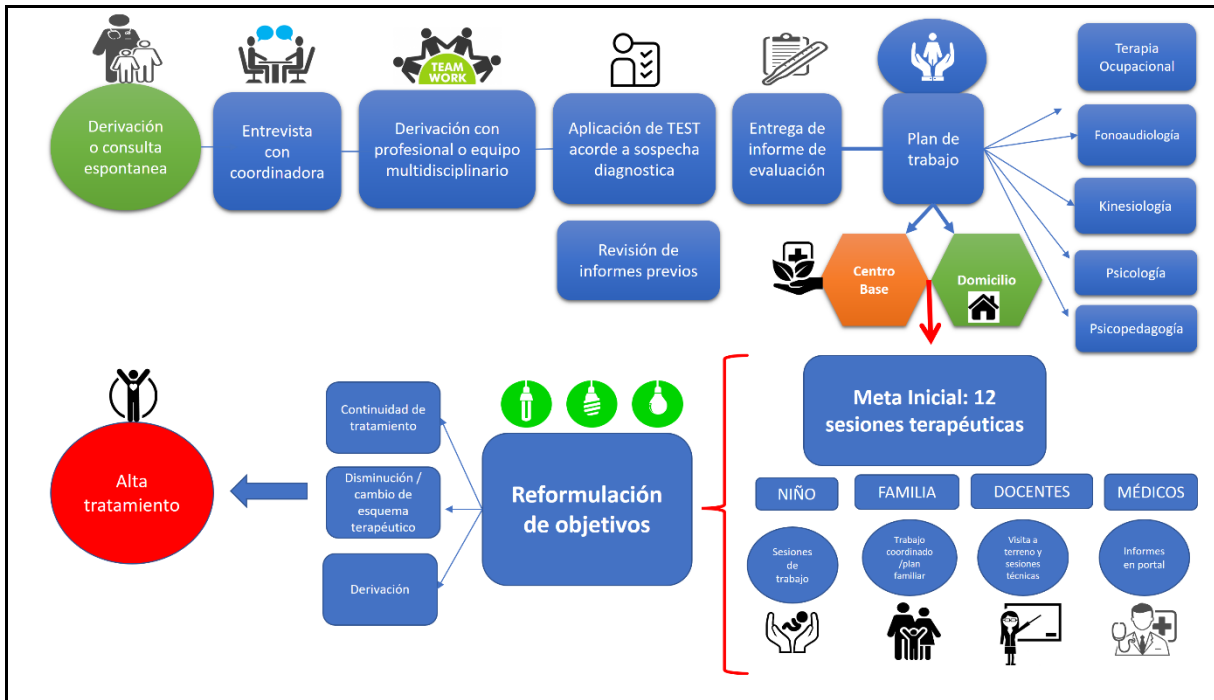 Derivación
o consulta
espontanea
Entrevista
con
coordinadora
TEAM
WORK
Derivación con
profesional o equipo
multidisciplinario
Aplicación de TEST
acorde a sospecha
diagnostica
Revisión de
informes previos
Entrega de
informe de
evaluación
Plan de
trabajo
Terapia
Ocupacional
Fonoaudiología
Kinesiología
Psicología
Psicopedagogía
Centro
Base
Domicilio
Meta Inicial: 12
sesiones terapéuticas
NIÑO
FAMILIA
DOCENTES
MÉDICOS
Sesiones
de
trabajo
Trabajo
coordinado
/plan
familiar
Visita a
terreno y
sesiones
técnicas
Informes
en portal
Reformulación
de objetivos
Continuidad de
tratamiento
Disminución /
cambio de
esquema
terapéutico
Derivación
Alta
tratamiento